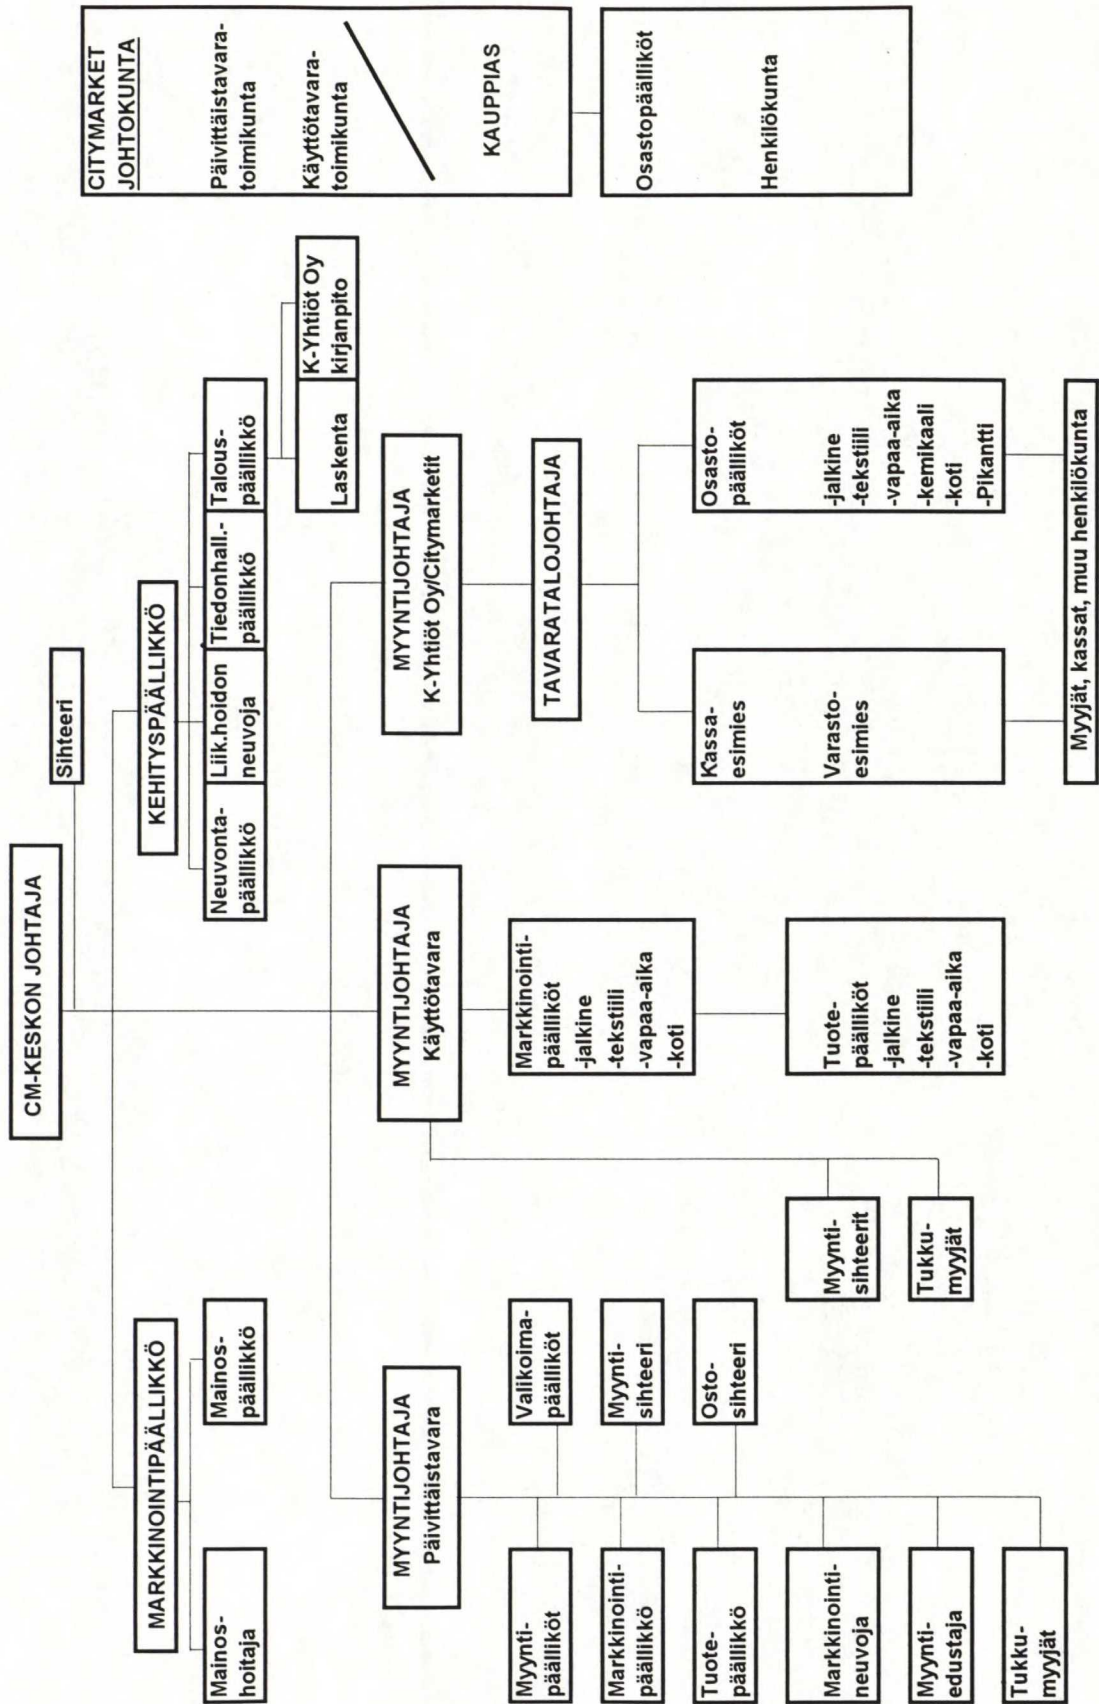 CM-KESKON JOHTAJA
Sihteeri
MARKKINOINTIPÄÄLLIKKÖ
Mainos-
hoitaja
Mainos-
päällikkö
KEHITYSPÄÄLLIKKÖ
Neuvonta-
päällikkö
Liik.hoidon
neuvoja
Tiedonhall.-
päällikkö
Talous-
päällikkö
Laskenta
K-Yhtiöt Oy
kirjanpito
MYYNTIJOHTAJA
Päivittäistavara
Myynti-
päälliköt
Markkinointi-
päällikkö
Tuote-
päällikkö
Markkinointi-
neuvoja
Myynti-
edustaja
Tukku-
myyjät
Valikoima-
päälliköt
Myynti-
sihteeri
Osto-
sihteeri
MYYNTIJOHTAJA
Käyttötavara
Myynti-
sihteerit
Tukku-
myyjät
Markkinointi-
päälliköt
-jalkine
-tekstiili
-vapaa-aika
-koti
Tuote-
päälliköt
-jalkine
-tekstiili
-vapaa-aika
-koti
MYYNTIJOHTAJA
K-Yhtiöt Oy/Citymarketit
TAVARATALOJOHTAJA
Kassa-
esimies
Varasto-
esimies
Osasto-
päälliköt
-jalkine
-tekstiili
-vapaa-aika
-kemikaali
-koti
-Pikantti
Myyjät, kassat, muu henkilökunta
CITYMARKET
JOHTOKUNTA
Päivittäistavara-
toimikunta
Käyttötavara-
toimikunta
KAUPPIAS
Osastopäälliköt
Henkilökunta